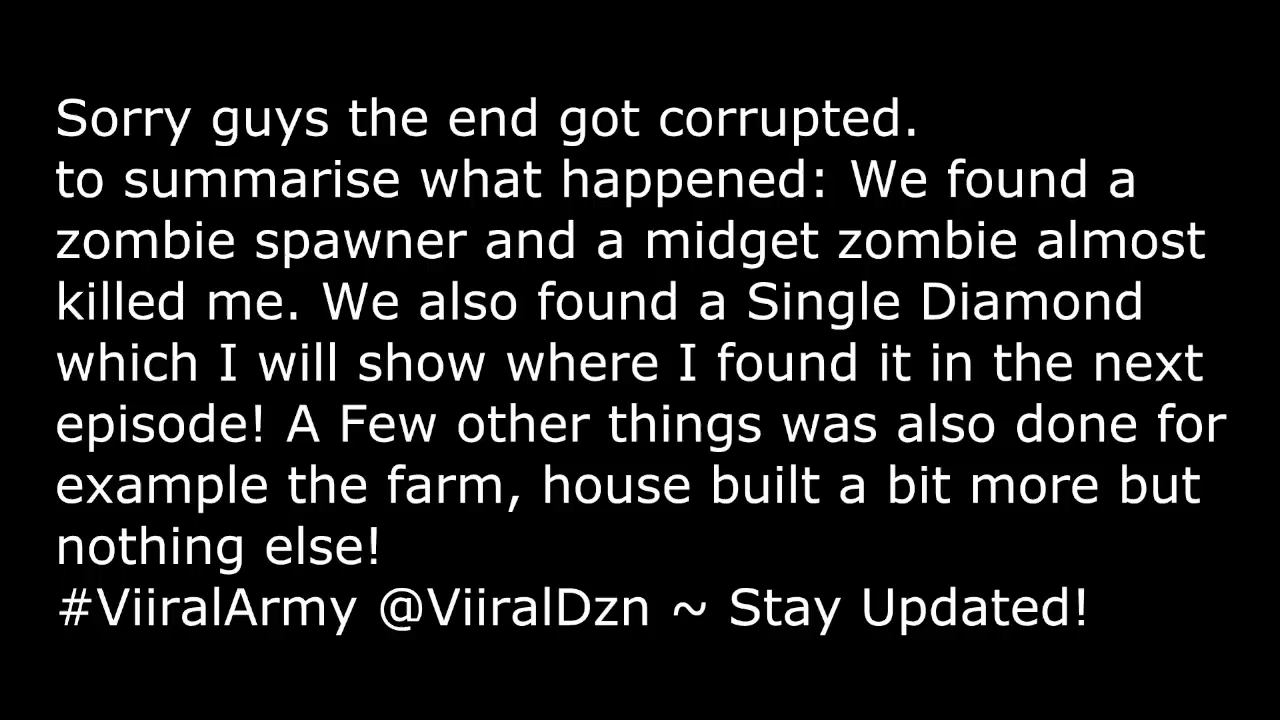 Sorry guys the end got corrupted.
to summarise what happened: We found a
zombie spawner and a midget zombie almost
killed me. We also found a Single Diamond
which I will show where I found it in the next
episode! A Few other things was also done for
example the farm, house built a bit more but
nothing else!
#ViiralArmy @ViiralDzn ~ Stay Updated!